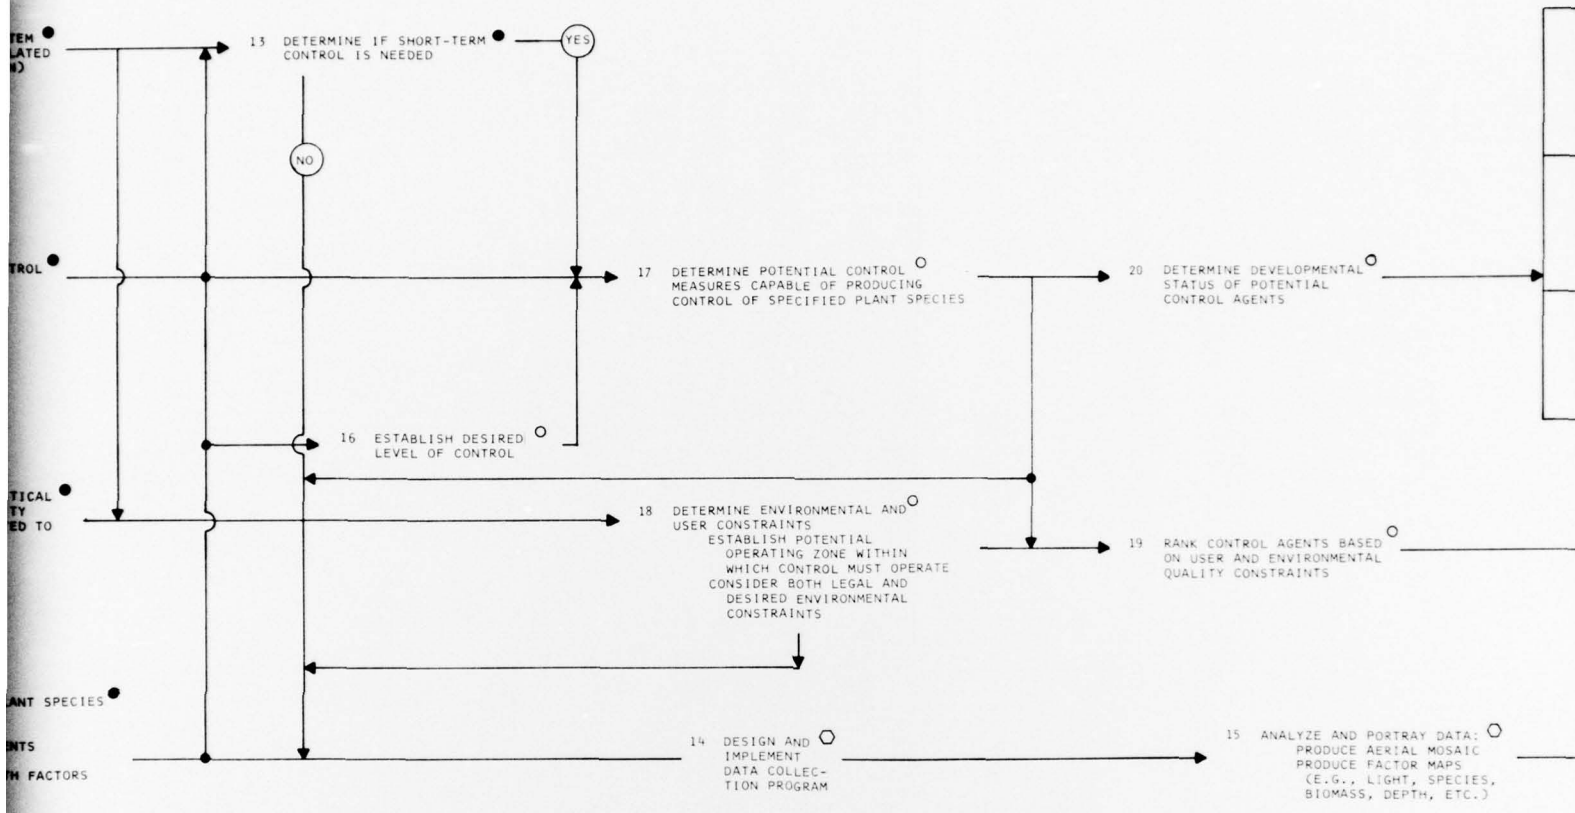 TEM
LATED
)
13 DETERMINE IF SHORT-TERM
CONTROL IS NEEDED
YES
NO
TROL
17 DETERMINE POTENTIAL CONTROL
MEASURES CAPABLE OF PRODUCING
CONTROL OF SPECIFIED PLANT SPECIES
20 DETERMINE DEVELOPMENTAL
STATUS OF POTENTIAL
CONTROL AGENTS
16 ESTABLISH DESIRED
LEVEL OF CONTROL
TICAL
TY
ED TO
18 DETERMINE ENVIRONMENTAL AND
USER CONSTRAINTS
ESTABLISH POTENTIAL
OPERATING ZONE WITHIN
WHICH CONTROL MUST OPERATE
CONSIDER BOTH LEGAL AND
DESIRED ENVIRONMENTAL
CONSTRAINTS
19 RANK CONTROL AGENTS BASED
ON USER AND ENVIRONMENTAL
QUALITY CONSTRAINTS
ANT SPECIES
NTS
TH FACTORS
14 DESIGN AND
IMPLEMENT
DATA COLLEC-
TION PROGRAM
15 ANALYZE AND PORTRAY DATA:
PRODUCE AERIAL MOSAIC
PRODUCE FACTOR MAPS
(E.G., LIGHT, SPECIES,
BIOMASS, DEPTH, ETC.)